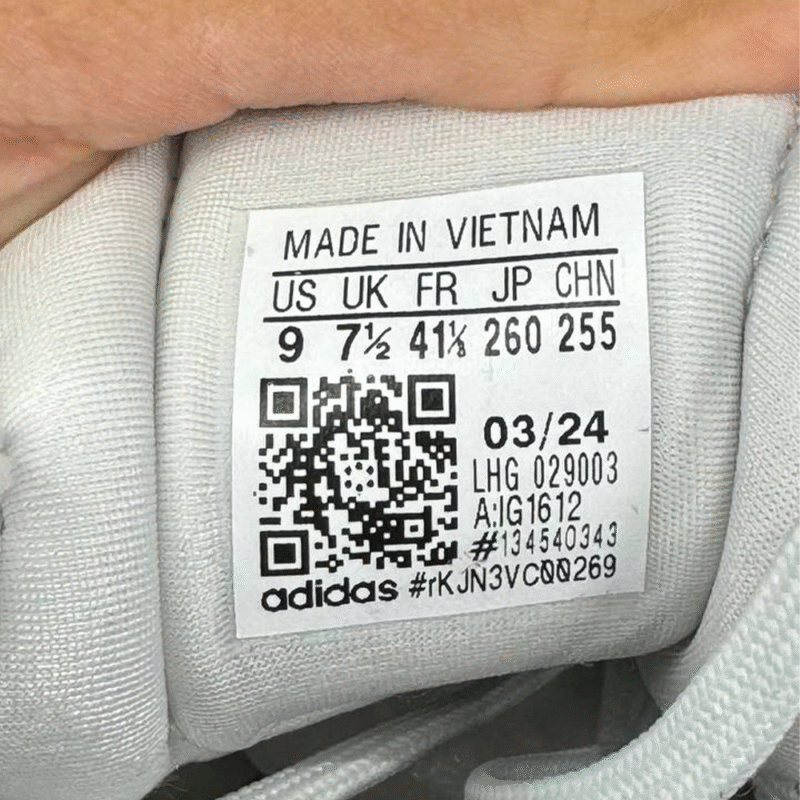 MADE IN VIETNAM
US UK FR JP CHN
9 7½ 41⅓ 260 255
03/24
LHG 029003
A:IG1612
#134540343
adidas #rKJN3VC00269